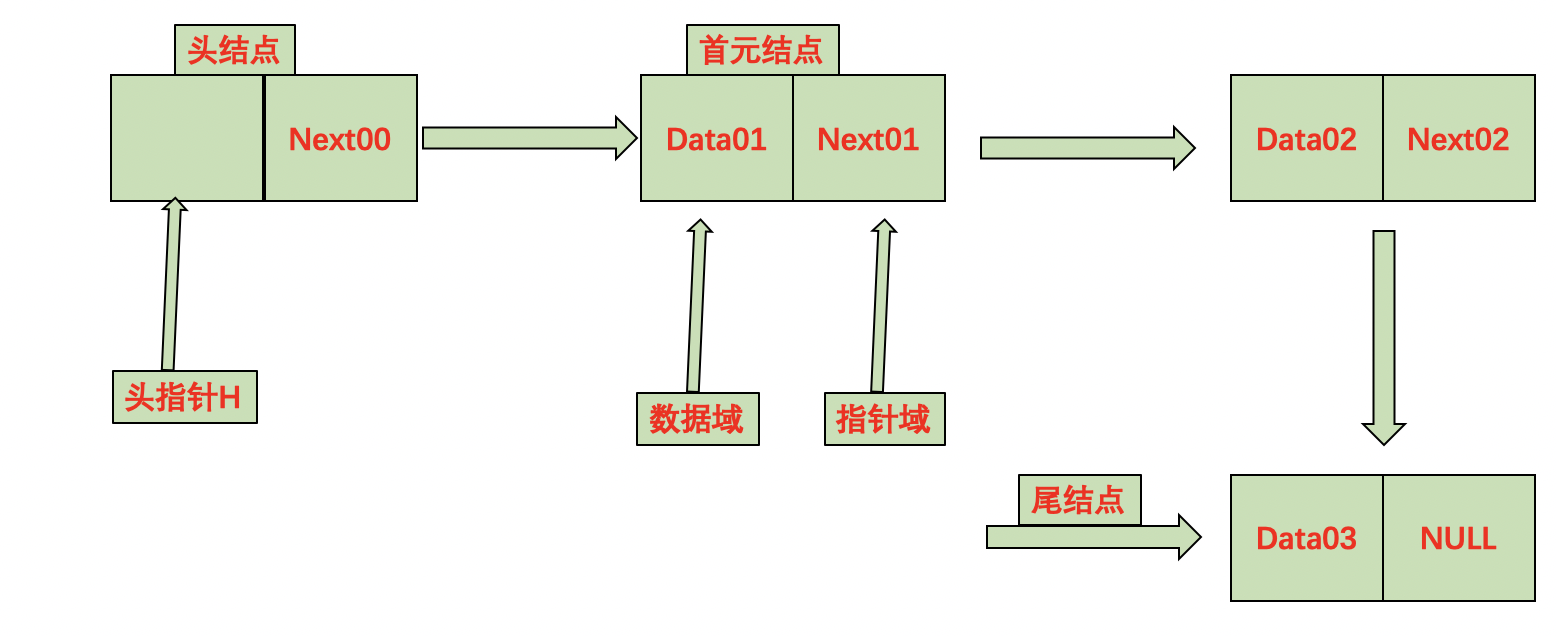 头结点
首元结点
Next00
Data01
Next01
Data02
Next02
头指针H
数据域
指针域
尾结点
Data03
NULL